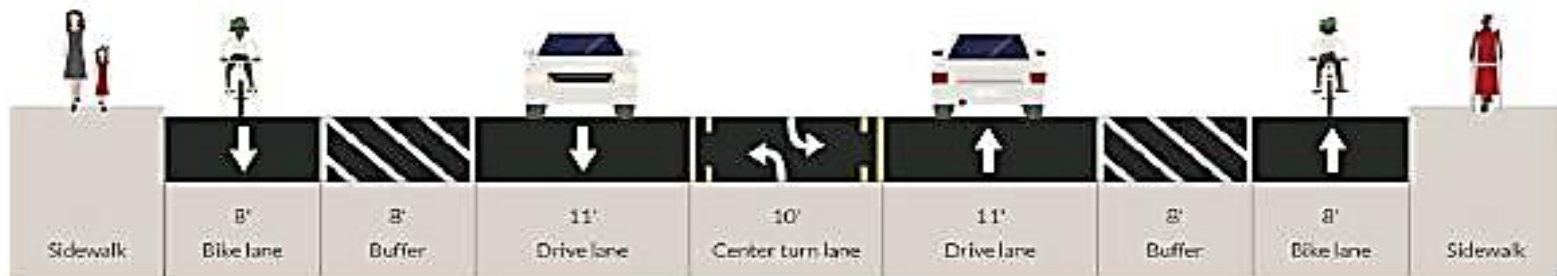 8' 8' 11' 10' 11' 8' 8'
Sidewalk Bike lane Buffer Drive lane Center turn lane Drive lane Buffer Bike lane Sidewalk